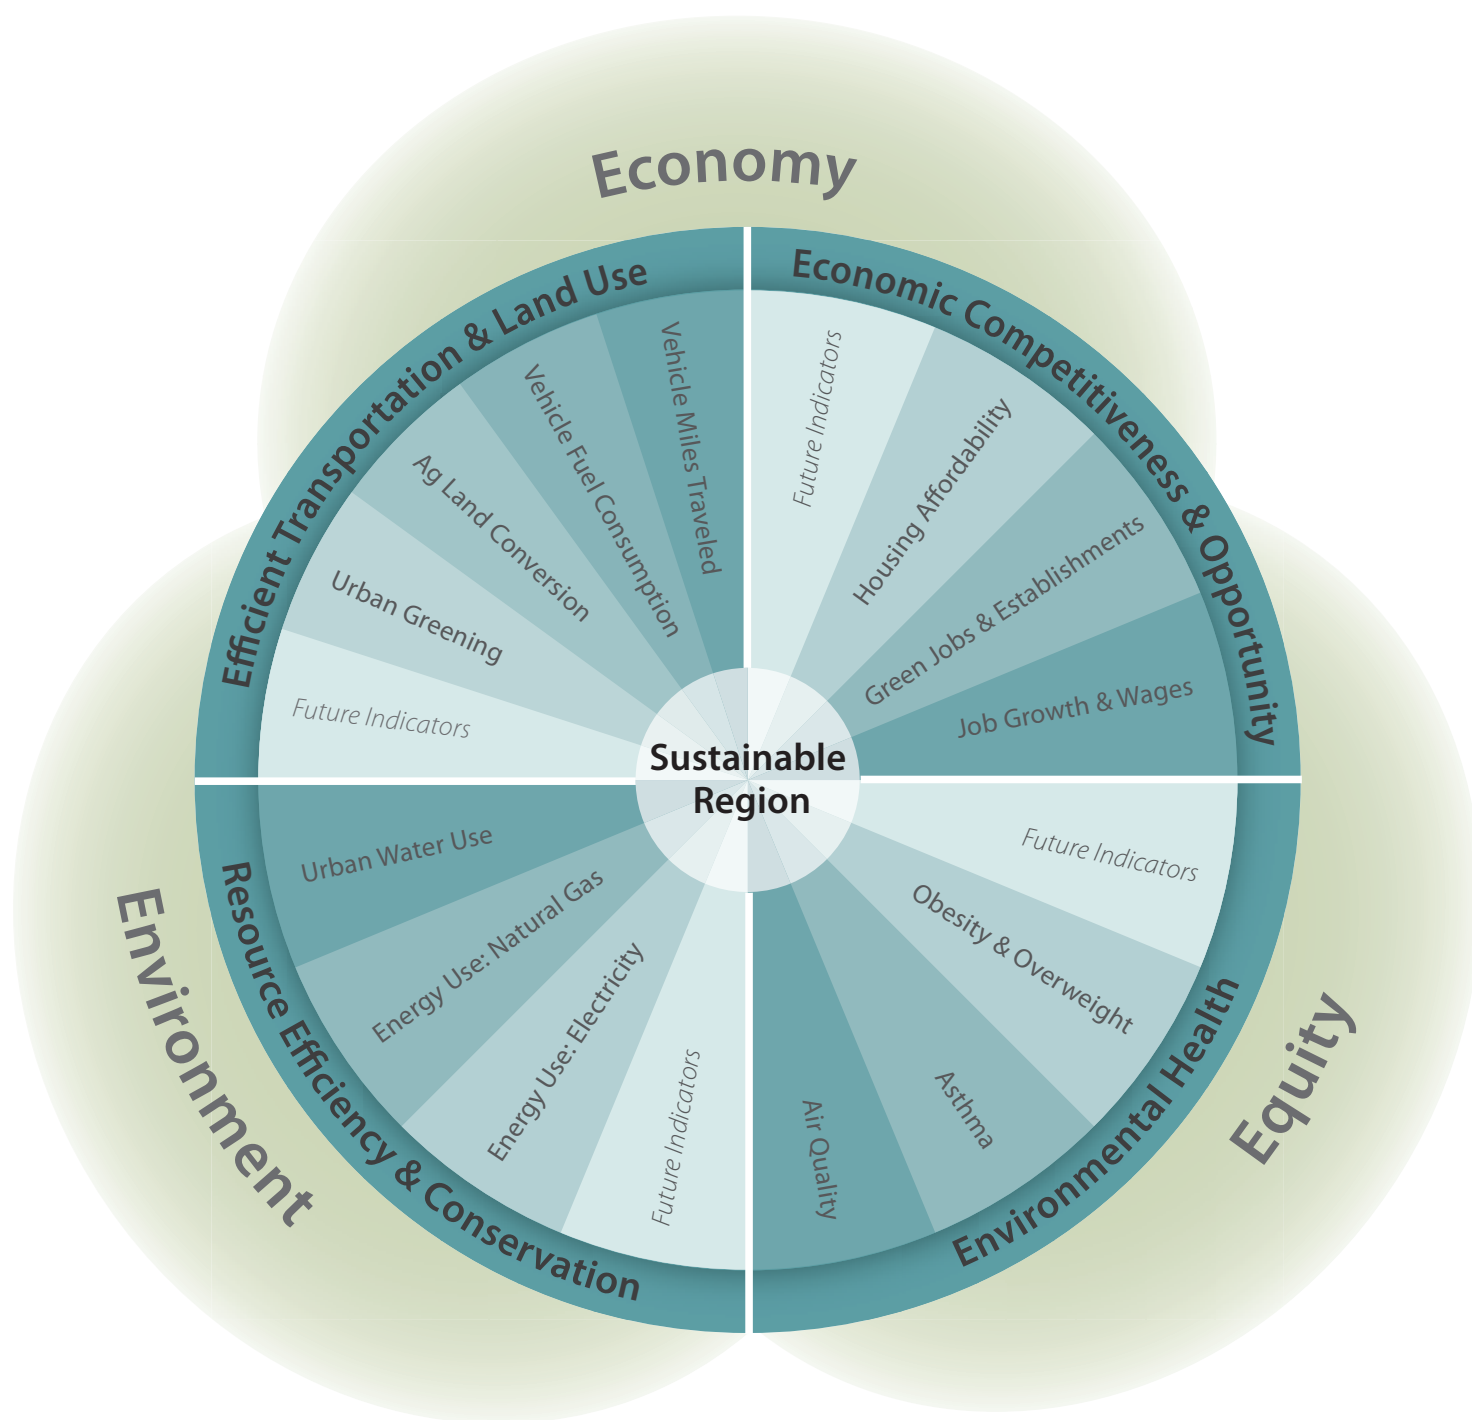 Economy
Efficient Transportation & Land Use
Vehicle Miles Traveled
Vehicle Fuel Consumption
Ag Land Conversion
Urban Greening
Future Indicators
Economic Competitiveness & Opportunity
Future Indicators
Housing Affordability
Green Jobs & Establishments
Job Growth & Wages
Sustainable
Region
Environment
Resource Efficiency & Conservation
Urban Water Use
Energy Use: Natural Gas
Energy Use: Electricity
Future Indicators
Equity
Environmental Health
Future Indicators
Obesity & Overweight
Asthma
Air Quality